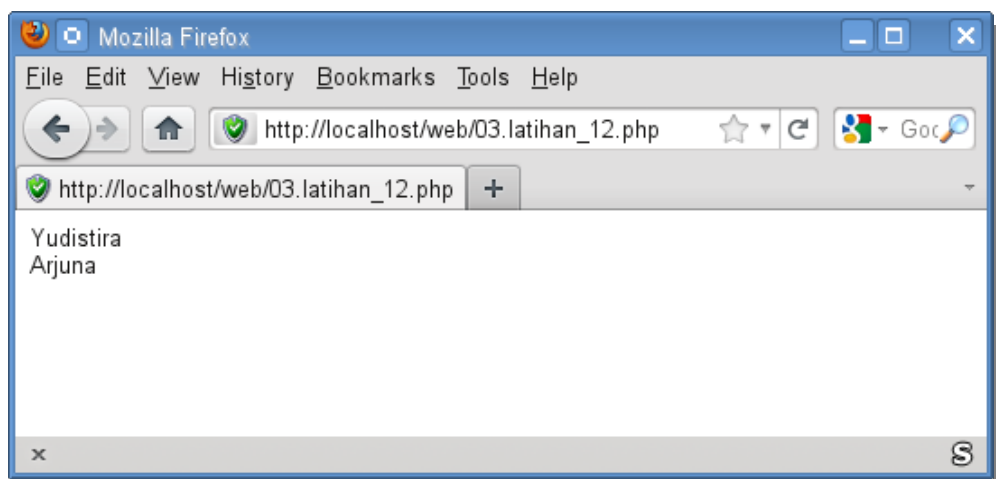 Mozilla Firefox
File Edit View History Bookmarks Tools Help
http://localhost/web/03.latihan_12.php
http://localhost/web/03.latihan_12.php
Yudistira
Arjuna
S